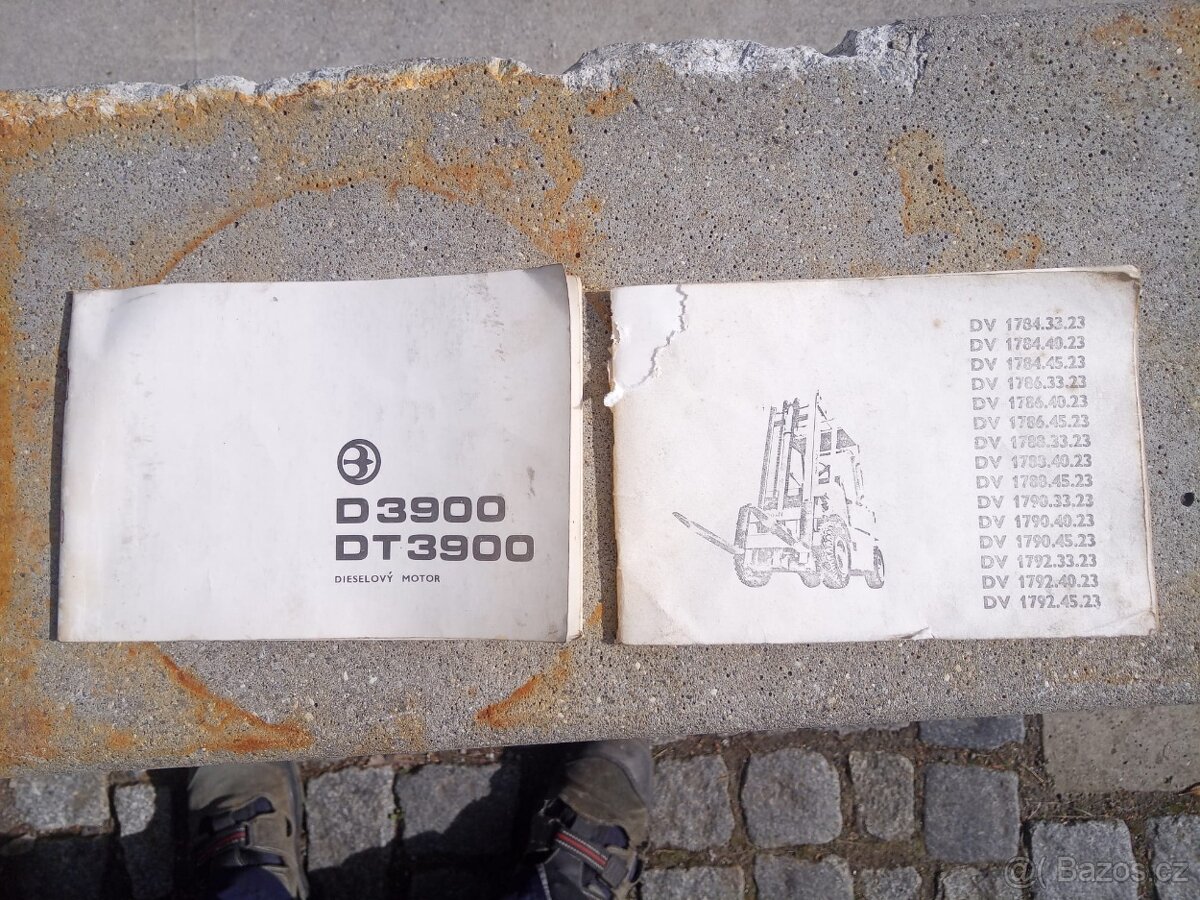 D3900
DT3900
DIESELOVÝ MOTOR
DV 1784.33.23
DV 1784.40.23
DV 1784.45.23
DV 1786.33.23
DV 1786.40.23
DV 1786.45.23
DV 1788.33.23
DV 1788.40.23
DV 1788.45.23
DV 1790.33.23
DV 1790.40.23
DV 1790.45.23
DV 1792.33.23
DV 1792.40.23
DV 1792.45.23
@ Bazos.cz